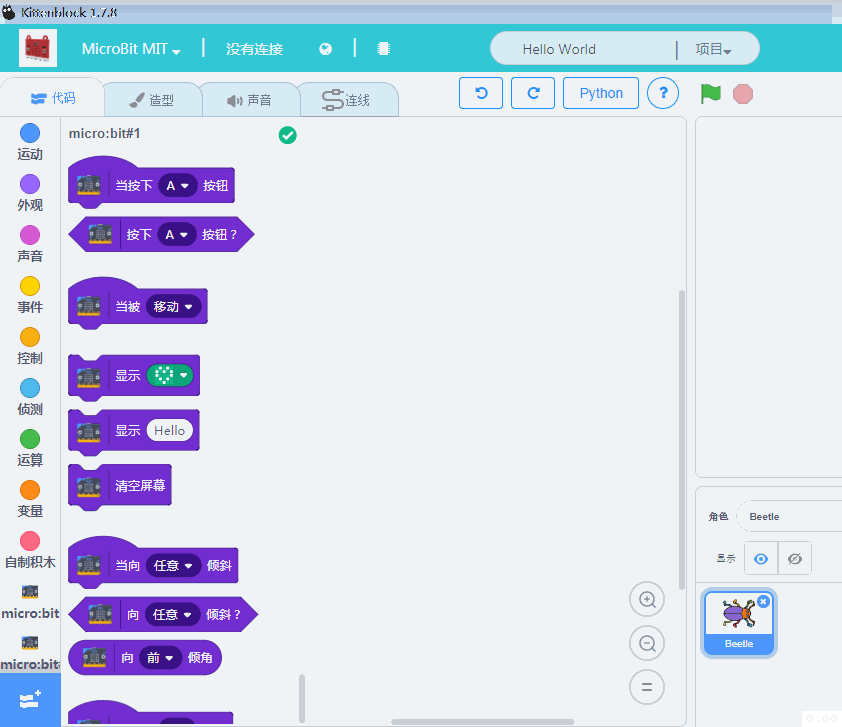 Kittenblock 1.7.8
MicroBit MIT
没有连接
Hello World
项目
代码
造型
声音
连线
Python
?
运动
外观
声音
事件
控制
侦测
运算
变量
自制积木
micro:bit
micro:bit
micro:bit#1
当按下 A 按钮
按下 A 按钮?
当被 移动
显示
显示 Hello
清空屏幕
当向 任意 倾斜
向 任意 倾斜?
向 前 倾角
角色 Beetle
显示
Beetle
0:00